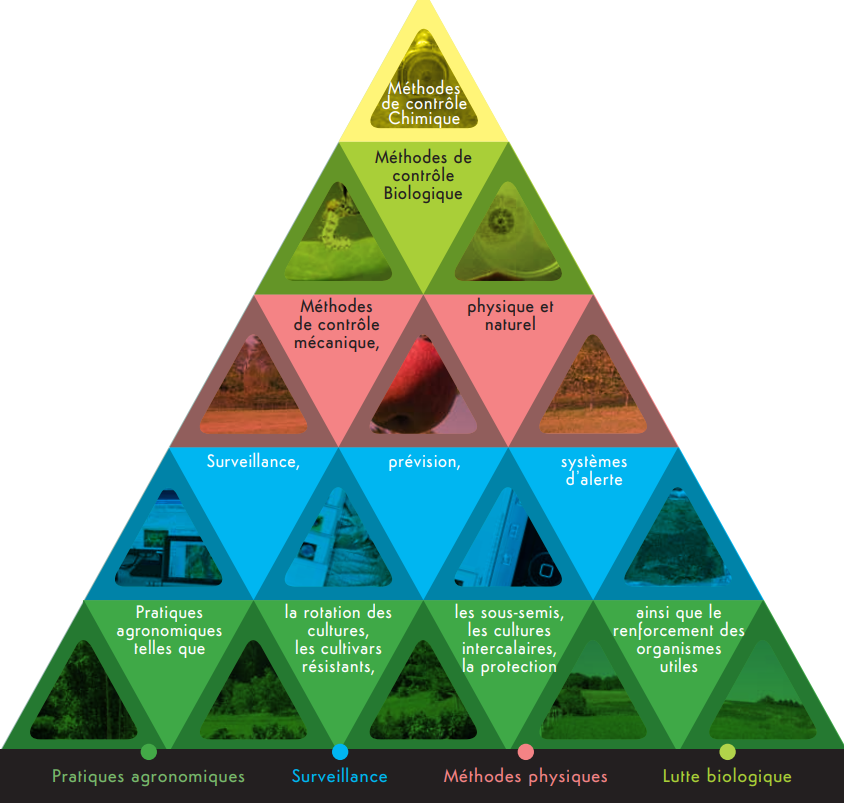 Méthodes
de contrôle
Chimique
Méthodes de
contrôle
Biologique
Méthodes
de contrôle
mécanique,
physique et
naturel
Surveillance,
prévision,
systèmes
d'alerte
Pratiques
agronomiques
telles que
la rotation des
cultures,
les cultivars
résistants,
les sous-semis,
les cultures
intercalaires,
la protection
ainsi que le
renforcement des
organismes
utiles
Pratiques agronomiques
Surveillance
Méthodes physiques
Lutte biologique